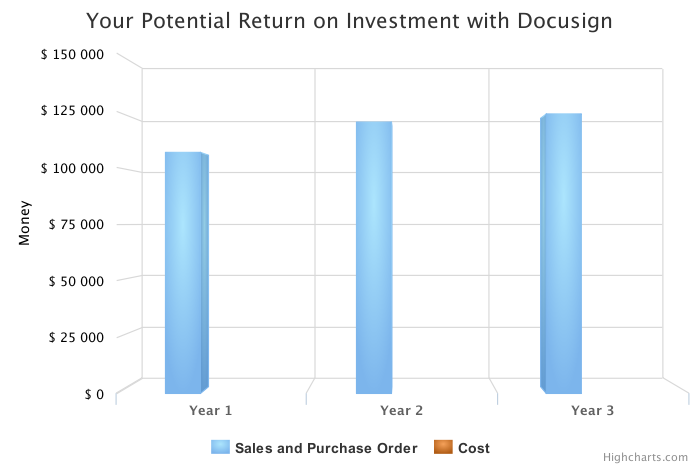 Your Potential Return on Investment with Docusign
$ 150 000
$ 125 000
$ 100 000
$ 75 000
$ 50 000
$ 25 000
$ 0
Money
Year 1
Year 2
Year 3
Sales and Purchase Order
Cost
Highcharts.com